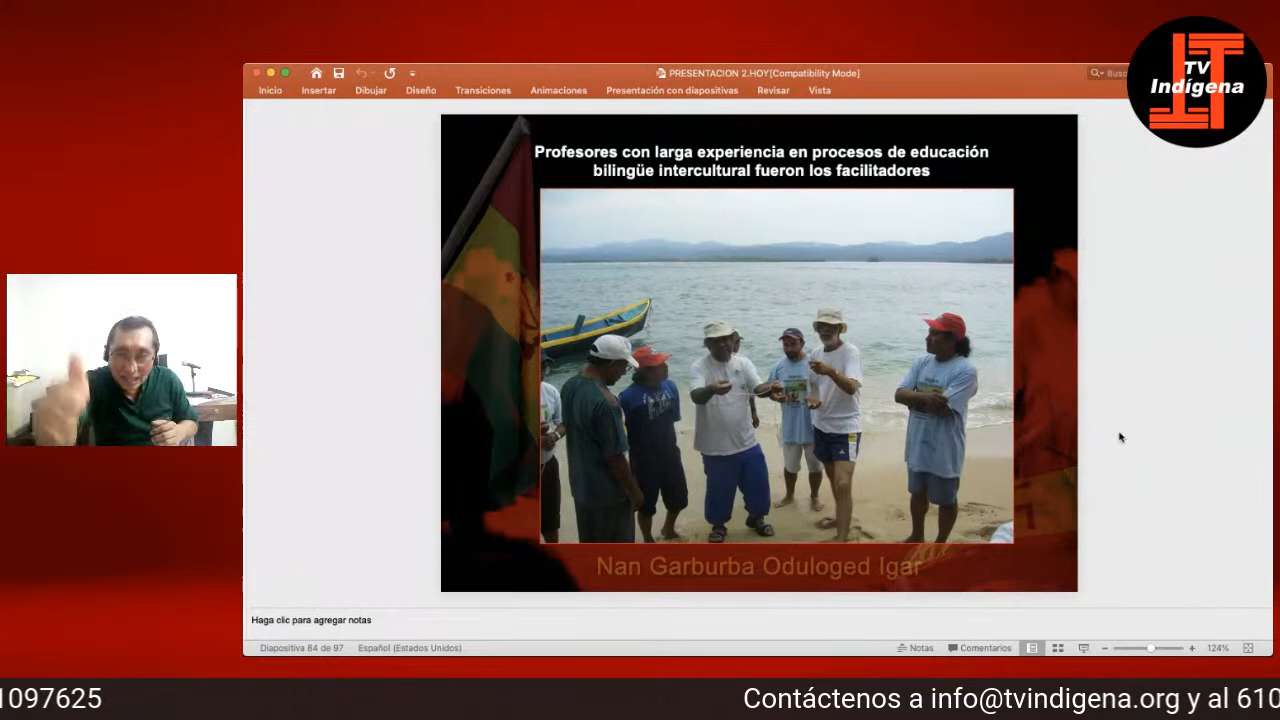 PRESENTACION 2.HOY[Compatibility Mode]
TV
Indígena
Inicio
Insertar
Dibujar
Diseño
Transiciones
Animaciones
Presentación con diapositivas
Revisar
Vista
Profesores con larga experiencia en procesos de educación
bilingüe intercultural fueron los facilitadores
Nan Garburba Oduloged Igar
Haga clic para agregar notas
Diapositiva 84 de 97
Español (Estados Unidos)
Notas
Comentarios
124%
1097625
Contáctenos a info@tvindigena.org y al 610